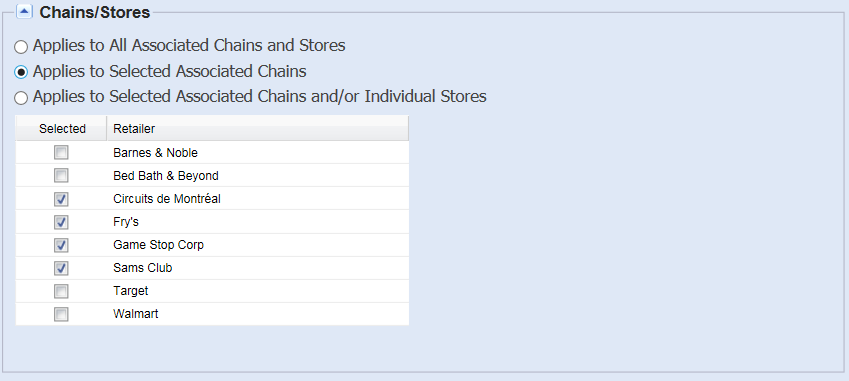 Chains/Stores
Applies to All Associated Chains and Stores
Applies to Selected Associated Chains
Applies to Selected Associated Chains and/or Individual Stores
Selected Retailer
Barnes & Noble
Bed Bath & Beyond
Circuits de Montréal
Fry's
Game Stop Corp
Sams Club
Target
Walmart